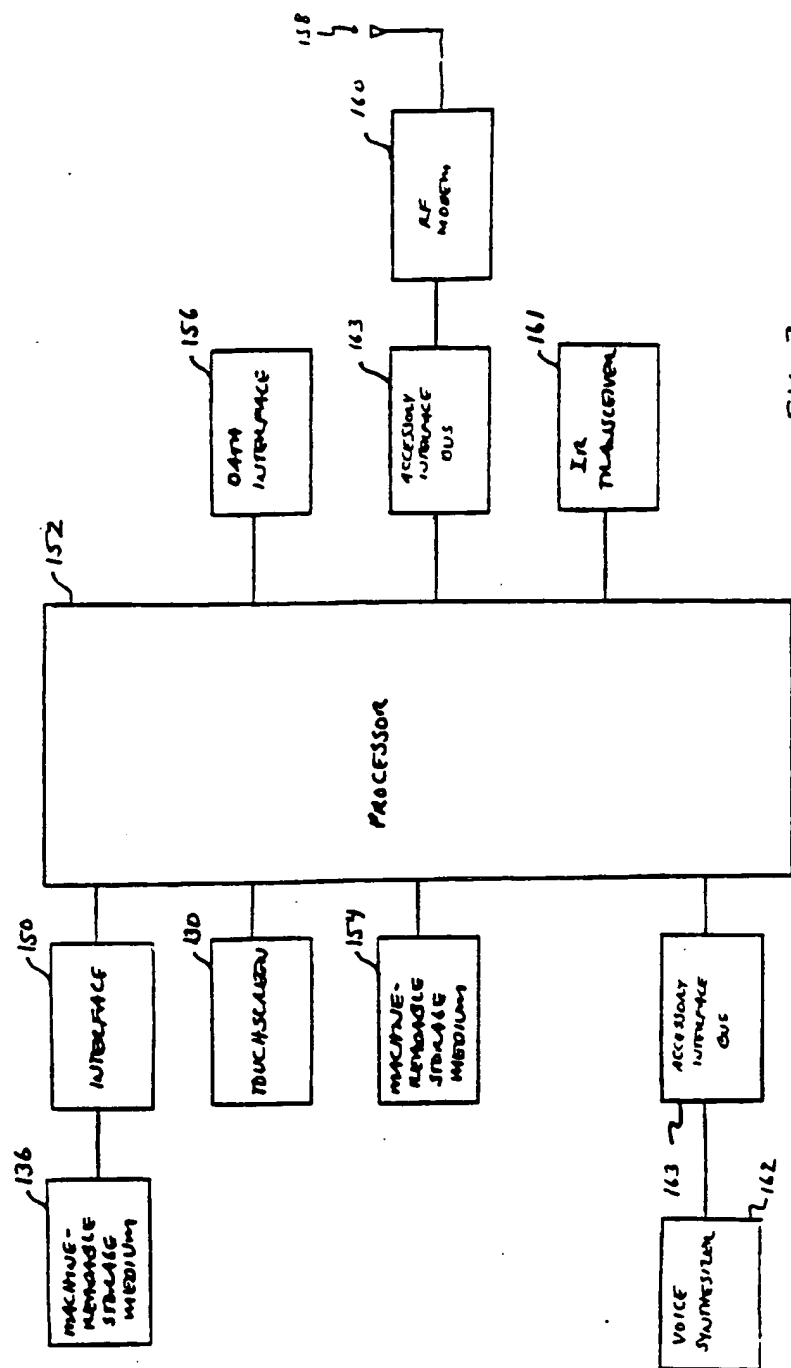 136
MACHINE-
READABLE
STORAGE
MEDIUM
150
INTERFACE
130
TOUCHSCREEN
154
MACHINE-
READABLE
STORAGE
MEDIUM
VOICE
SYNTHESIZER
162
163
ACCESSORY
INTERFACE
BUS
152
PROCESSOR
156
DATA
INTERFACE
163
ACCESSORY
INTERFACE
BUS
160
RF
MODEM
158
161
IR
TRANSCEIVER